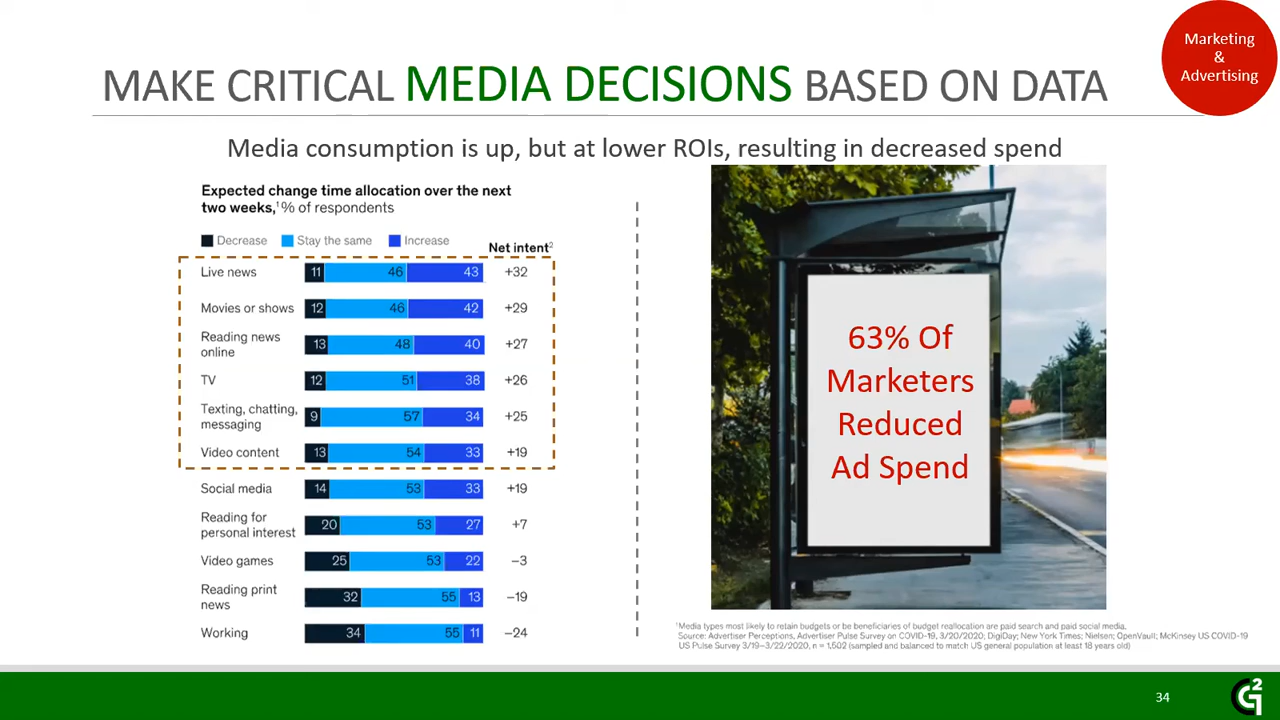 Marketing
&
Advertising
MAKE CRITICAL MEDIA DECISIONS BASED ON DATA
Media consumption is up, but at lower ROIs, resulting in decreased spend
Expected change time allocation over the next
two weeks,¹ % of respondents
Decrease Stay the same Increase Net intent²
Live news 11 46 43 +32
Movies or shows 12 46 42 +29
Reading news
online 13 48 40 +27
TV 12 51 38 +26
Texting, chatting,
messaging 9 57 34 +25
Video content 13 54 33 +19
Social media 14 53 33 +19
Reading for
personal interest 20 53 27 +7
Video games 25 53 22 −3
Reading print
news 32 55 13 −19
Working 34 55 11 −24
63% Of
Marketers
Reduced
Ad Spend
¹Media types most likely to retain budgets or be beneficiaries of budget reallocation are paid search and paid social media.
Source: Advertiser Perceptions, Advertiser Pulse Survey on COVID-19, 3/20/2020; DigiDay; New York Times; Nielsen; OpenVault; McKinsey US COVID-19
US Pulse Survey 3/19–3/22/2020, n = 1,502 (sampled and balanced to match US general population at least 18 years old)
34
G2